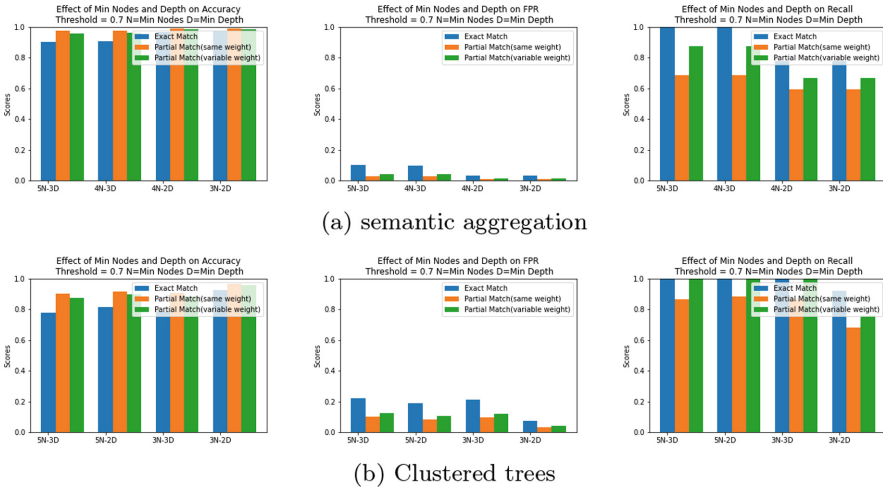 Effect of Min Nodes and Depth on Accuracy
Threshold = 0.7 N=Min Nodes D=Min Depth
Scores
1.0
0.8
0.6
0.4
0.2
0.0
Exact Match
Partial Match(same weight)
Partial Match(variable weight)
5N-3D 4N-3D 4N-2D 3N-2D
Effect of Min Nodes and Depth on FPR
Threshold = 0.7 N=Min Nodes D=Min Depth
Scores
1.0
0.8
0.6
0.4
0.2
0.0
Exact Match
Partial Match(same weight)
Partial Match(variable weight)
5N-3D 4N-3D 4N-2D 3N-2D
Effect of Min Nodes and Depth on Recall
Threshold = 0.7 N=Min Nodes D=Min Depth
Scores
1.0
0.8
0.6
0.4
0.2
0.0
Exact Match
Partial Match(same weight)
Partial Match(variable weight)
5N-3D 4N-3D 4N-2D 3N-2D
(a) semantic aggregation
Effect of Min Nodes and Depth on Accuracy
Threshold = 0.7 N=Min Nodes D=Min Depth
Scores
1.0
0.8
0.6
0.4
0.2
0.0
Exact Match
Partial Match(same weight)
Partial Match(variable weight)
5N-3D 5N-2D 3N-3D 3N-2D
Effect of Min Nodes and Depth on FPR
Threshold = 0.7 N=Min Nodes D=Min Depth
Scores
1.0
0.8
0.6
0.4
0.2
0.0
Exact Match
Partial Match(same weight)
Partial Match(variable weight)
5N-3D 5N-2D 3N-3D 3N-2D
Effect of Min Nodes and Depth on Recall
Threshold = 0.7 N=Min Nodes D=Min Depth
Scores
1.0
0.8
0.6
0.4
0.2
0.0
Exact Match
Partial Match(same weight)
Partial Match(variable weight)
5N-3D 5N-2D 3N-3D 3N-2D
(b) Clustered trees